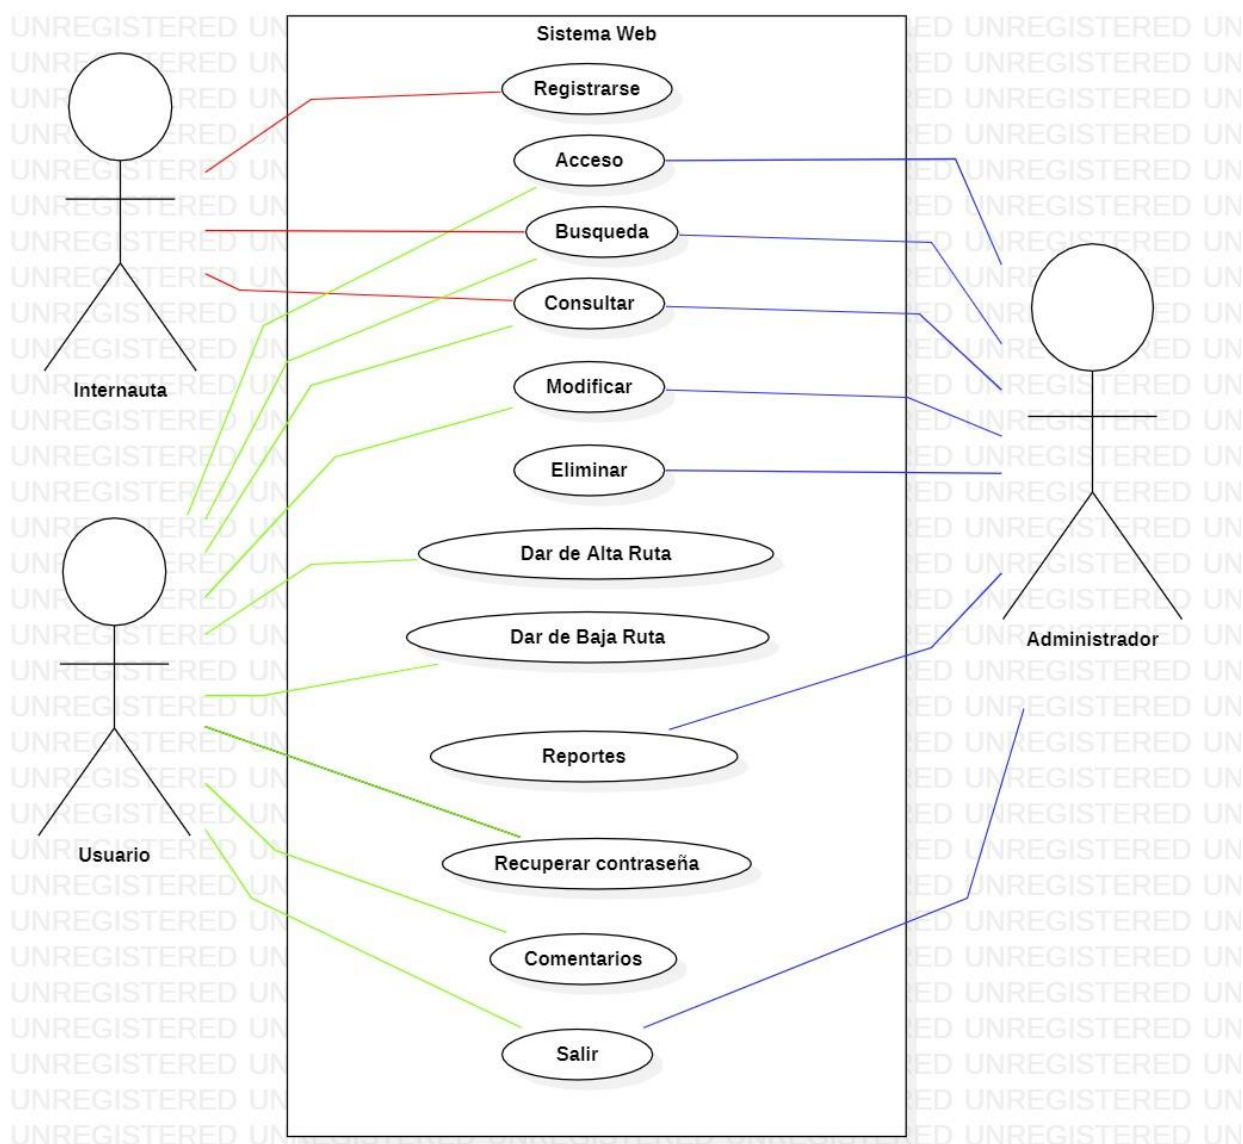 Sistema Web
Registrarse
Acceso
Busqueda
Consultar
Internauta
Modificar
Eliminar
Dar de Alta Ruta
Dar de Baja Ruta
Administrador
Reportes
Usuario
Recuperar contraseña
Comentarios
Salir
UNREGISTERED